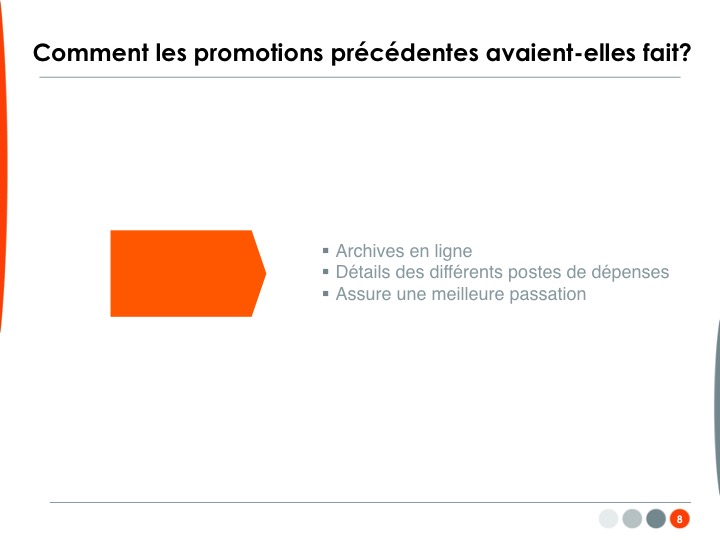 Comment les promotions précédentes avaient-elles fait?
▪ Archives en ligne
▪ Détails des différents postes de dépenses
▪ Assure une meilleure passation
8